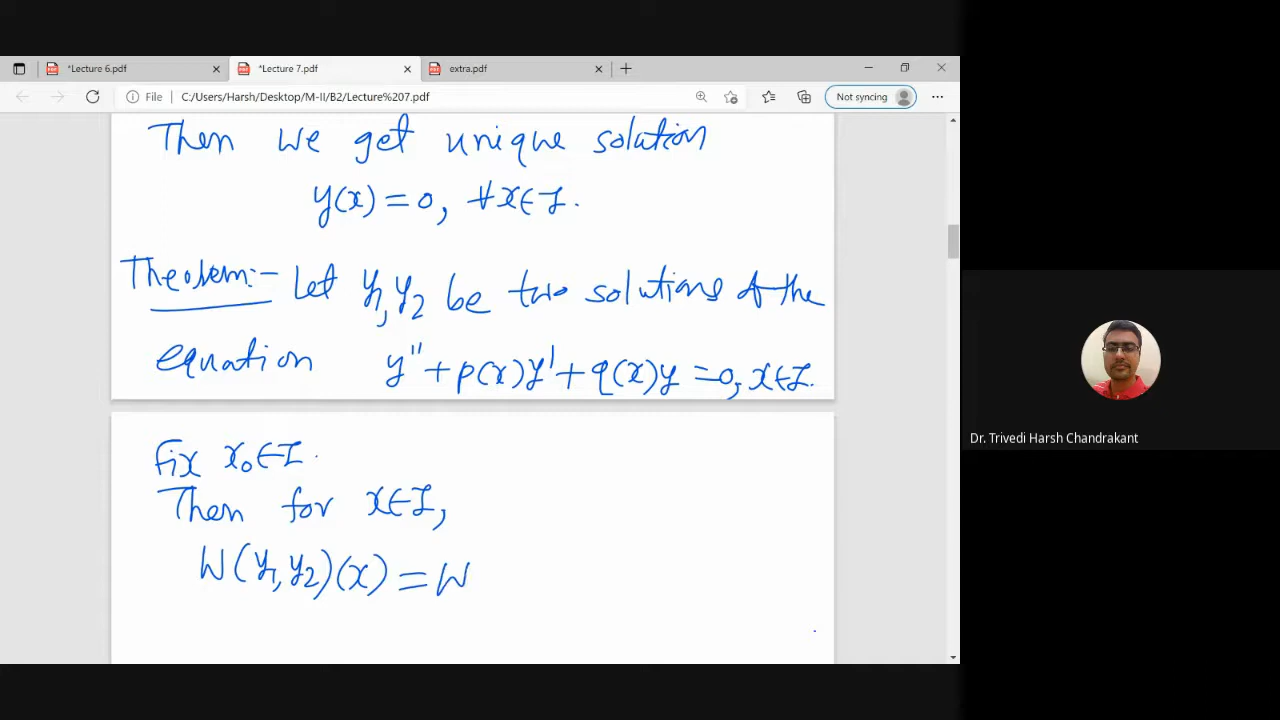 *Lecture 6.pdf
*Lecture 7.pdf
extra.pdf
File
C:/Users/Harsh/Desktop/M-II/B2/Lecture%207.pdf
Not syncing
Then we get unique solution
y(x) = 0, ∀x∈I.
Theorem:- Let y₁, y₂ be two solutions of the
equation y'' + p(x)y' + q(x)y = 0, x∈I.
Fix x₀∈I.
Then for x∈I,
W(y₁, y₂)(x) = W
Dr. Trivedi Harsh Chandrakant